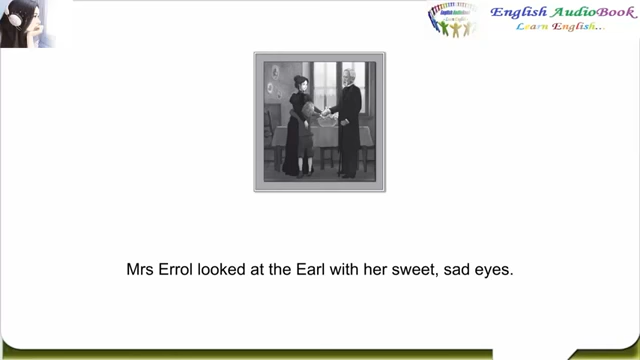 English AudioBook
Learn English...
Mrs Errol looked at the Earl with her sweet, sad eyes.